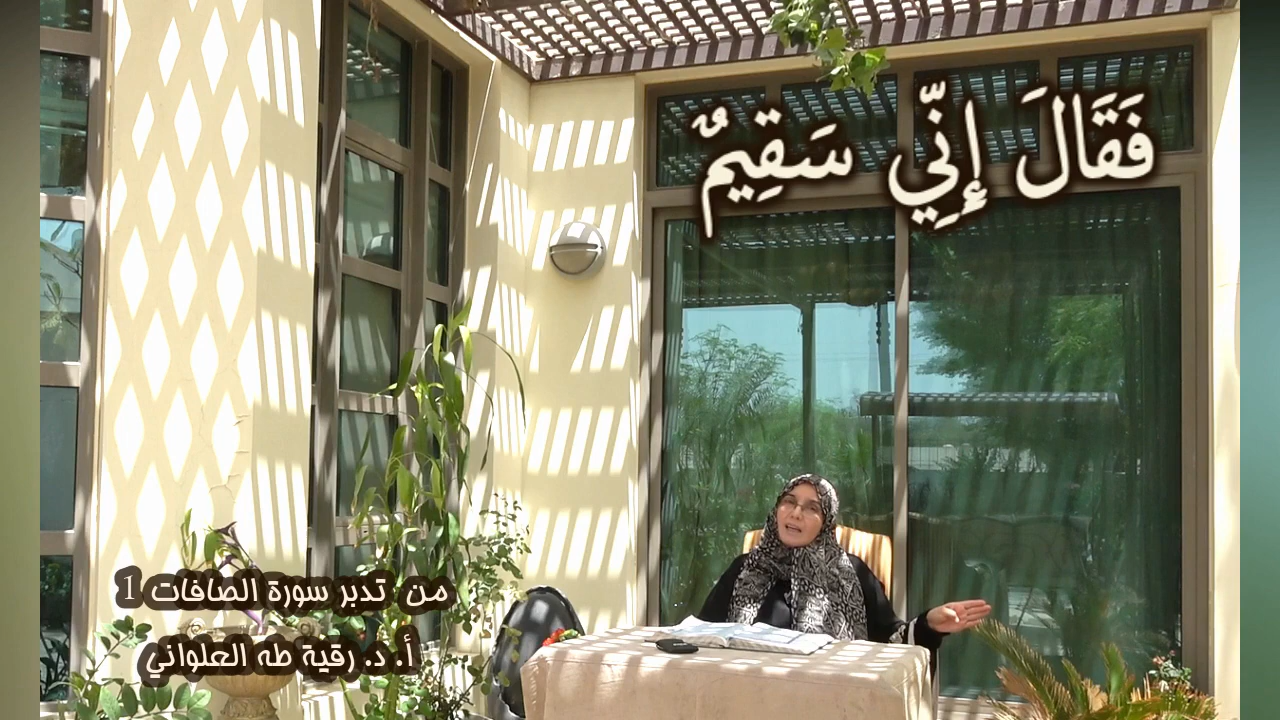 فَقَالَ إِنِّي سَقِيمٌ
من تدبر سورة الصافات 1
أ. د. رقية طه العلواني